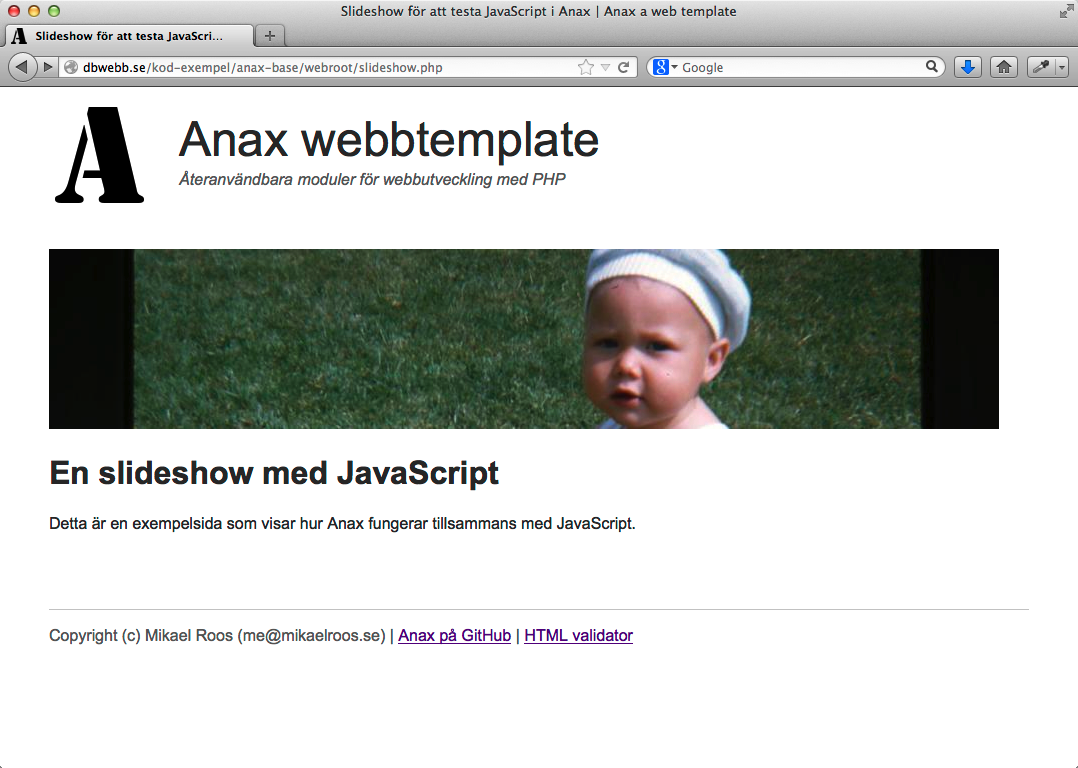 Slideshow för att testa JavaScript i Anax | Anax a web template
A Slideshow för att testa JavaScri...
dbwebb.se/kod-exempel/anax-base/webroot/slideshow.php
8 Google
A
Anax webbtemplate
Återanvändbara moduler för webbutveckling med PHP
En slideshow med JavaScript
Detta är en exempelsida som visar hur Anax fungerar tillsammans med JavaScript.
Copyright (c) Mikael Roos (me@mikaelroos.se) | Anax på GitHub | HTML validator